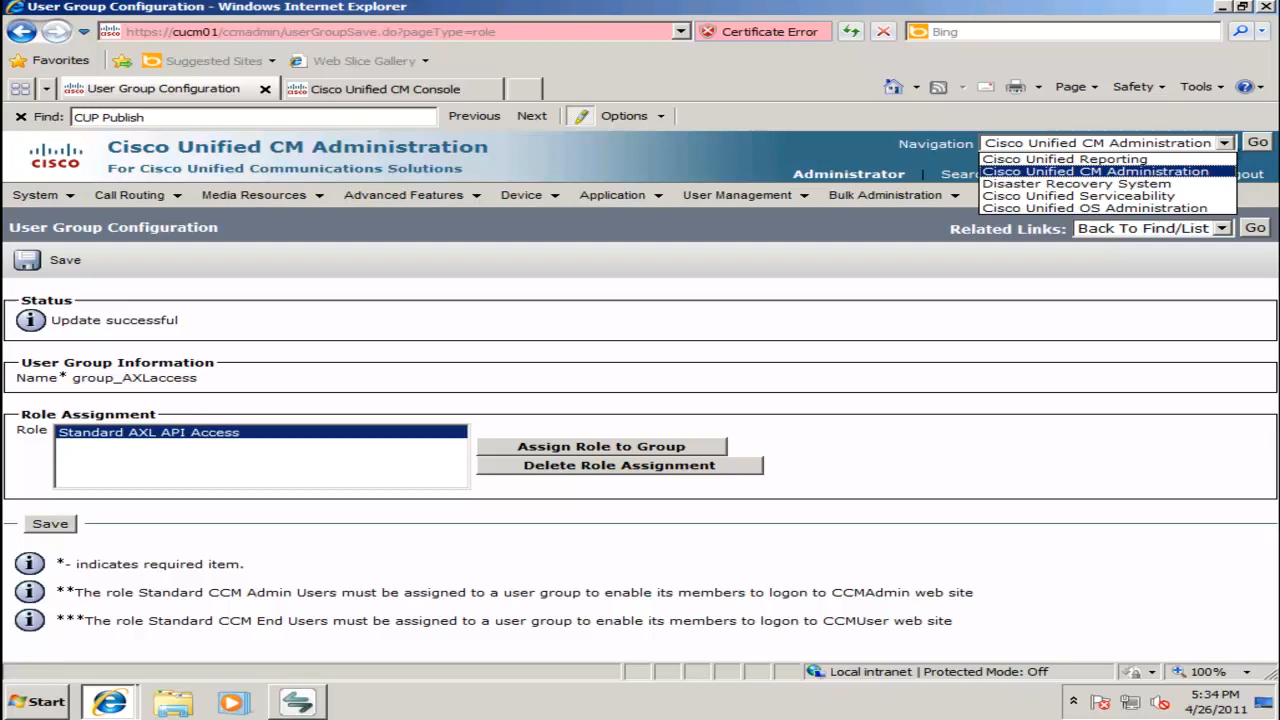 User Group Configuration - Windows Internet Explorer
https://cucm01/ccmadmin/userGroupSave.do?pageType=role
Certificate Error
Bing
Favorites
Suggested Sites
Web Slice Gallery
User Group Configuration
Cisco Unified CM Console
Page
Safety
Tools
Find: CUP Publish
Previous
Next
Options
cisco
Cisco Unified CM Administration
For Cisco Unified Communications Solutions
Navigation
Cisco Unified CM Administration
Go
Cisco Unified Reporting
Cisco Unified CM Administration
Disaster Recovery System
Cisco Unified Serviceability
Cisco Unified OS Administration
Administrator
Searc
gout
System
Call Routing
Media Resources
Advanced Features
Device
Application
User Management
Bulk Administration
User Group Configuration
Related Links: Back To Find/List
Go
Save
Status
Update successful
User Group Information
Name* group_AXLaccess
Role Assignment
Role
Standard AXL API Access
Assign Role to Group
Delete Role Assignment
Save
*- indicates required item.
**The role Standard CCM Admin Users must be assigned to a user group to enable its members to logon to CCMAdmin web site
***The role Standard CCM End Users must be assigned to a user group to enable its members to logon to CCMUser web site
Local intranet | Protected Mode: Off
100%
Start
5:34 PM
4/26/2011